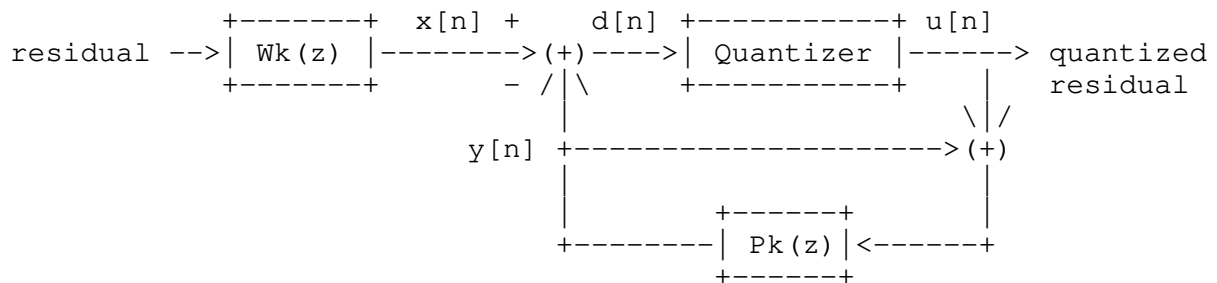 +-------+  x[n] +    d[n] +-----------+ u[n]
residual -->| Wk(z) |-------->(+)---->| Quantizer |------> quantized
+-------+       - /|\     +-----------+    |    residual
|                      \|/
y[n] +--------------------->(+)
|                       |
|        +------+       |
+--------| Pk(z)|<------+
+------+